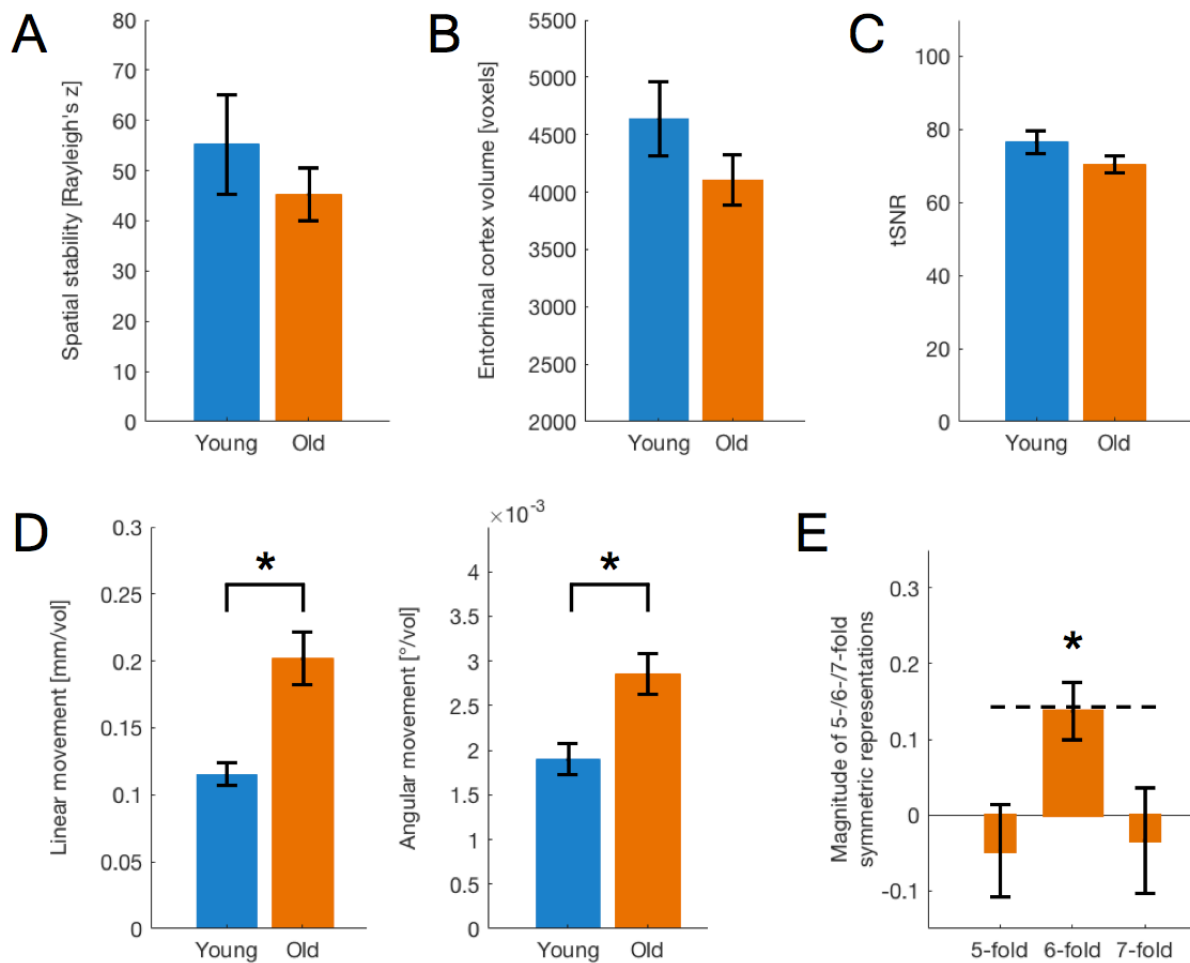 A
Spatial stability [Rayleigh's z]
80
70
60
50
40
30
20
10
0
Young Old
B
Entorhinal cortex volume [voxels]
5500
5000
4500
4000
3500
3000
2500
2000
Young Old
C
tSNR
100
80
60
40
20
0
Young Old
D
Linear movement [mm/vol]
0.3
0.25
0.2
0.15
0.1
0.05
0
*
Young Old
Angular movement [°/vol]
×10⁻³
4
3.5
3
2.5
2
1.5
1
0.5
0
*
Young Old
E
Magnitude of 5-/6-/7-fold
symmetric representations
0.3
0.2
0.1
0
-0.1
*
5-fold 6-fold 7-fold